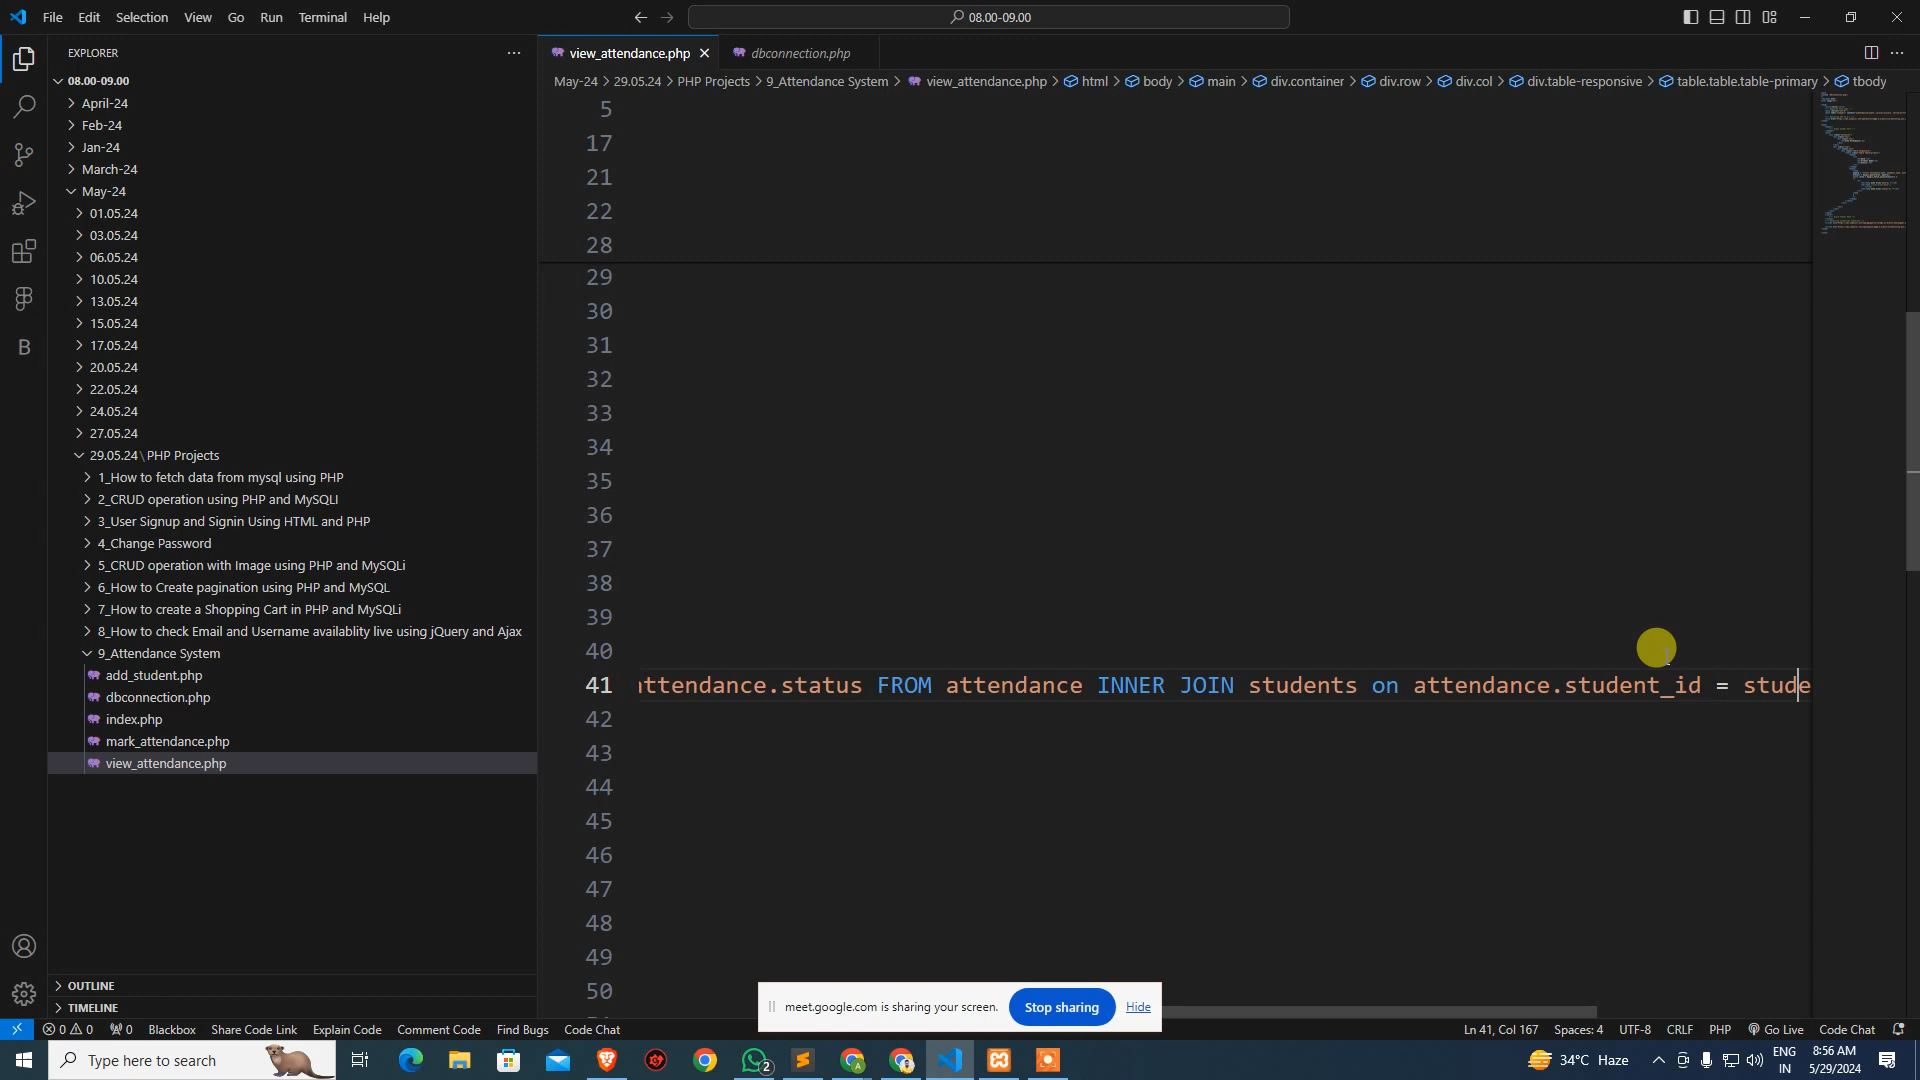 File Edit Selection View Go Run Terminal Help
08.00-09.00
EXPLORER
08.00-09.00
April-24
Feb-24
Jan-24
March-24
May-24
01.05.24
03.05.24
06.05.24
10.05.24
13.05.24
15.05.24
17.05.24
20.05.24
22.05.24
24.05.24
27.05.24
29.05.24 \ PHP Projects
1_How to fetch data from mysql using PHP
2_CRUD operation using PHP and MySQLI
3_User Signup and Signin Using HTML and PHP
4_Change Password
5_CRUD operation with Image using PHP and MySQLi
6_How to Create pagination using PHP and MySQL
7_How to create a Shopping Cart in PHP and MySQLi
8_How to check Email and Username availablity live using jQuery and Ajax
9_Attendance System
add_student.php
dbconnection.php
index.php
mark_attendance.php
view_attendance.php
OUTLINE
TIMELINE
view_attendance.php
dbconnection.php
May-24 > 29.05.24 > PHP Projects > 9_Attendance System > view_attendance.php > html > body > main > div.container > div.row > div.col > div.table-responsive > table.table.table-primary > tbody
5
17
21
22
28
29
30
31
32
33
34
35
36
37
38
39
40
41 attendance.status FROM attendance INNER JOIN students on attendance.student_id = stude
42
43
44
45
46
47
48
49
50
meet.google.com is sharing your screen. Stop sharing Hide
0 0 0 Blackbox Share Code Link Explain Code Comment Code Find Bugs Code Chat
Ln 41, Col 167 Spaces: 4 UTF-8 CRLF PHP Go Live Code Chat
Type here to search
2
34°C Haze
ENG
IN
8:56 AM
5/29/2024